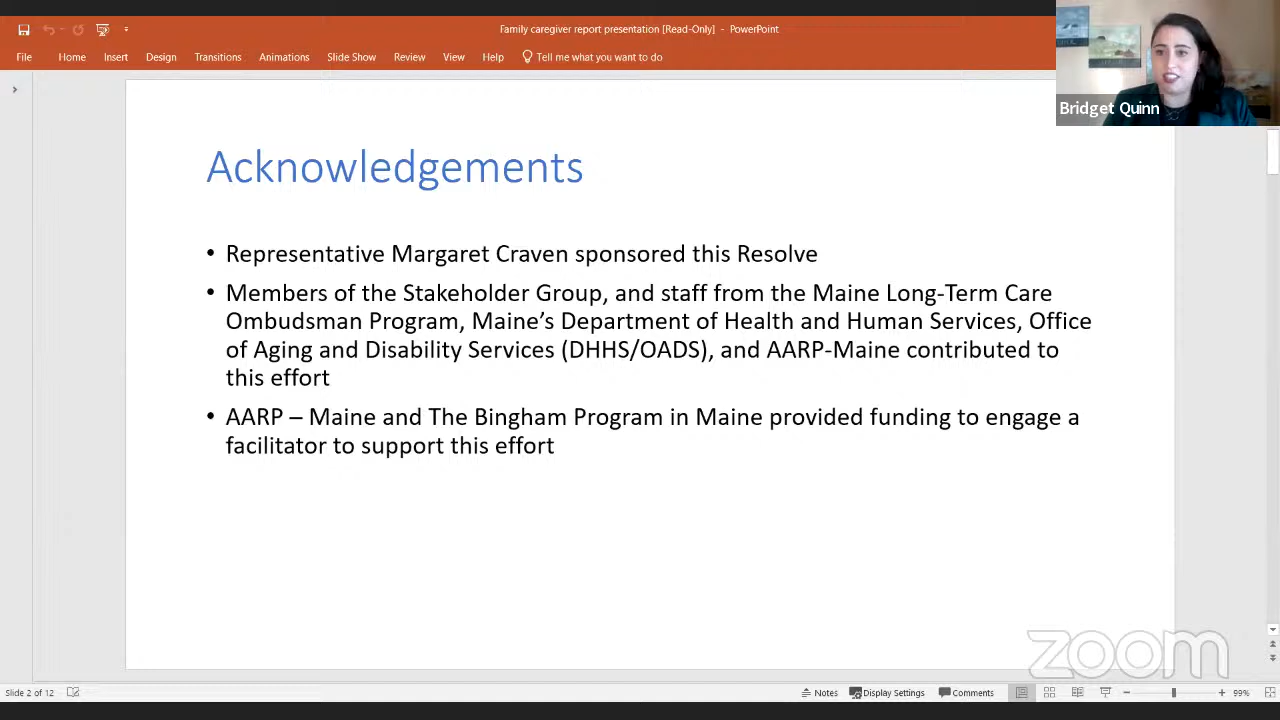 Family caregiver report presentation [Read-Only] - PowerPoint
File Home Insert Design Transitions Animations Slide Show Review View Help Tell me what you want to do
Bridget Quinn
Acknowledgements
• Representative Margaret Craven sponsored this Resolve
• Members of the Stakeholder Group, and staff from the Maine Long-Term Care
Ombudsman Program, Maine’s Department of Health and Human Services, Office
of Aging and Disability Services (DHHS/OADS), and AARP-Maine contributed to
this effort
• AARP – Maine and The Bingham Program in Maine provided funding to engage a
facilitator to support this effort
zoom
Slide 2 of 12 Notes Display Settings Comments 99%